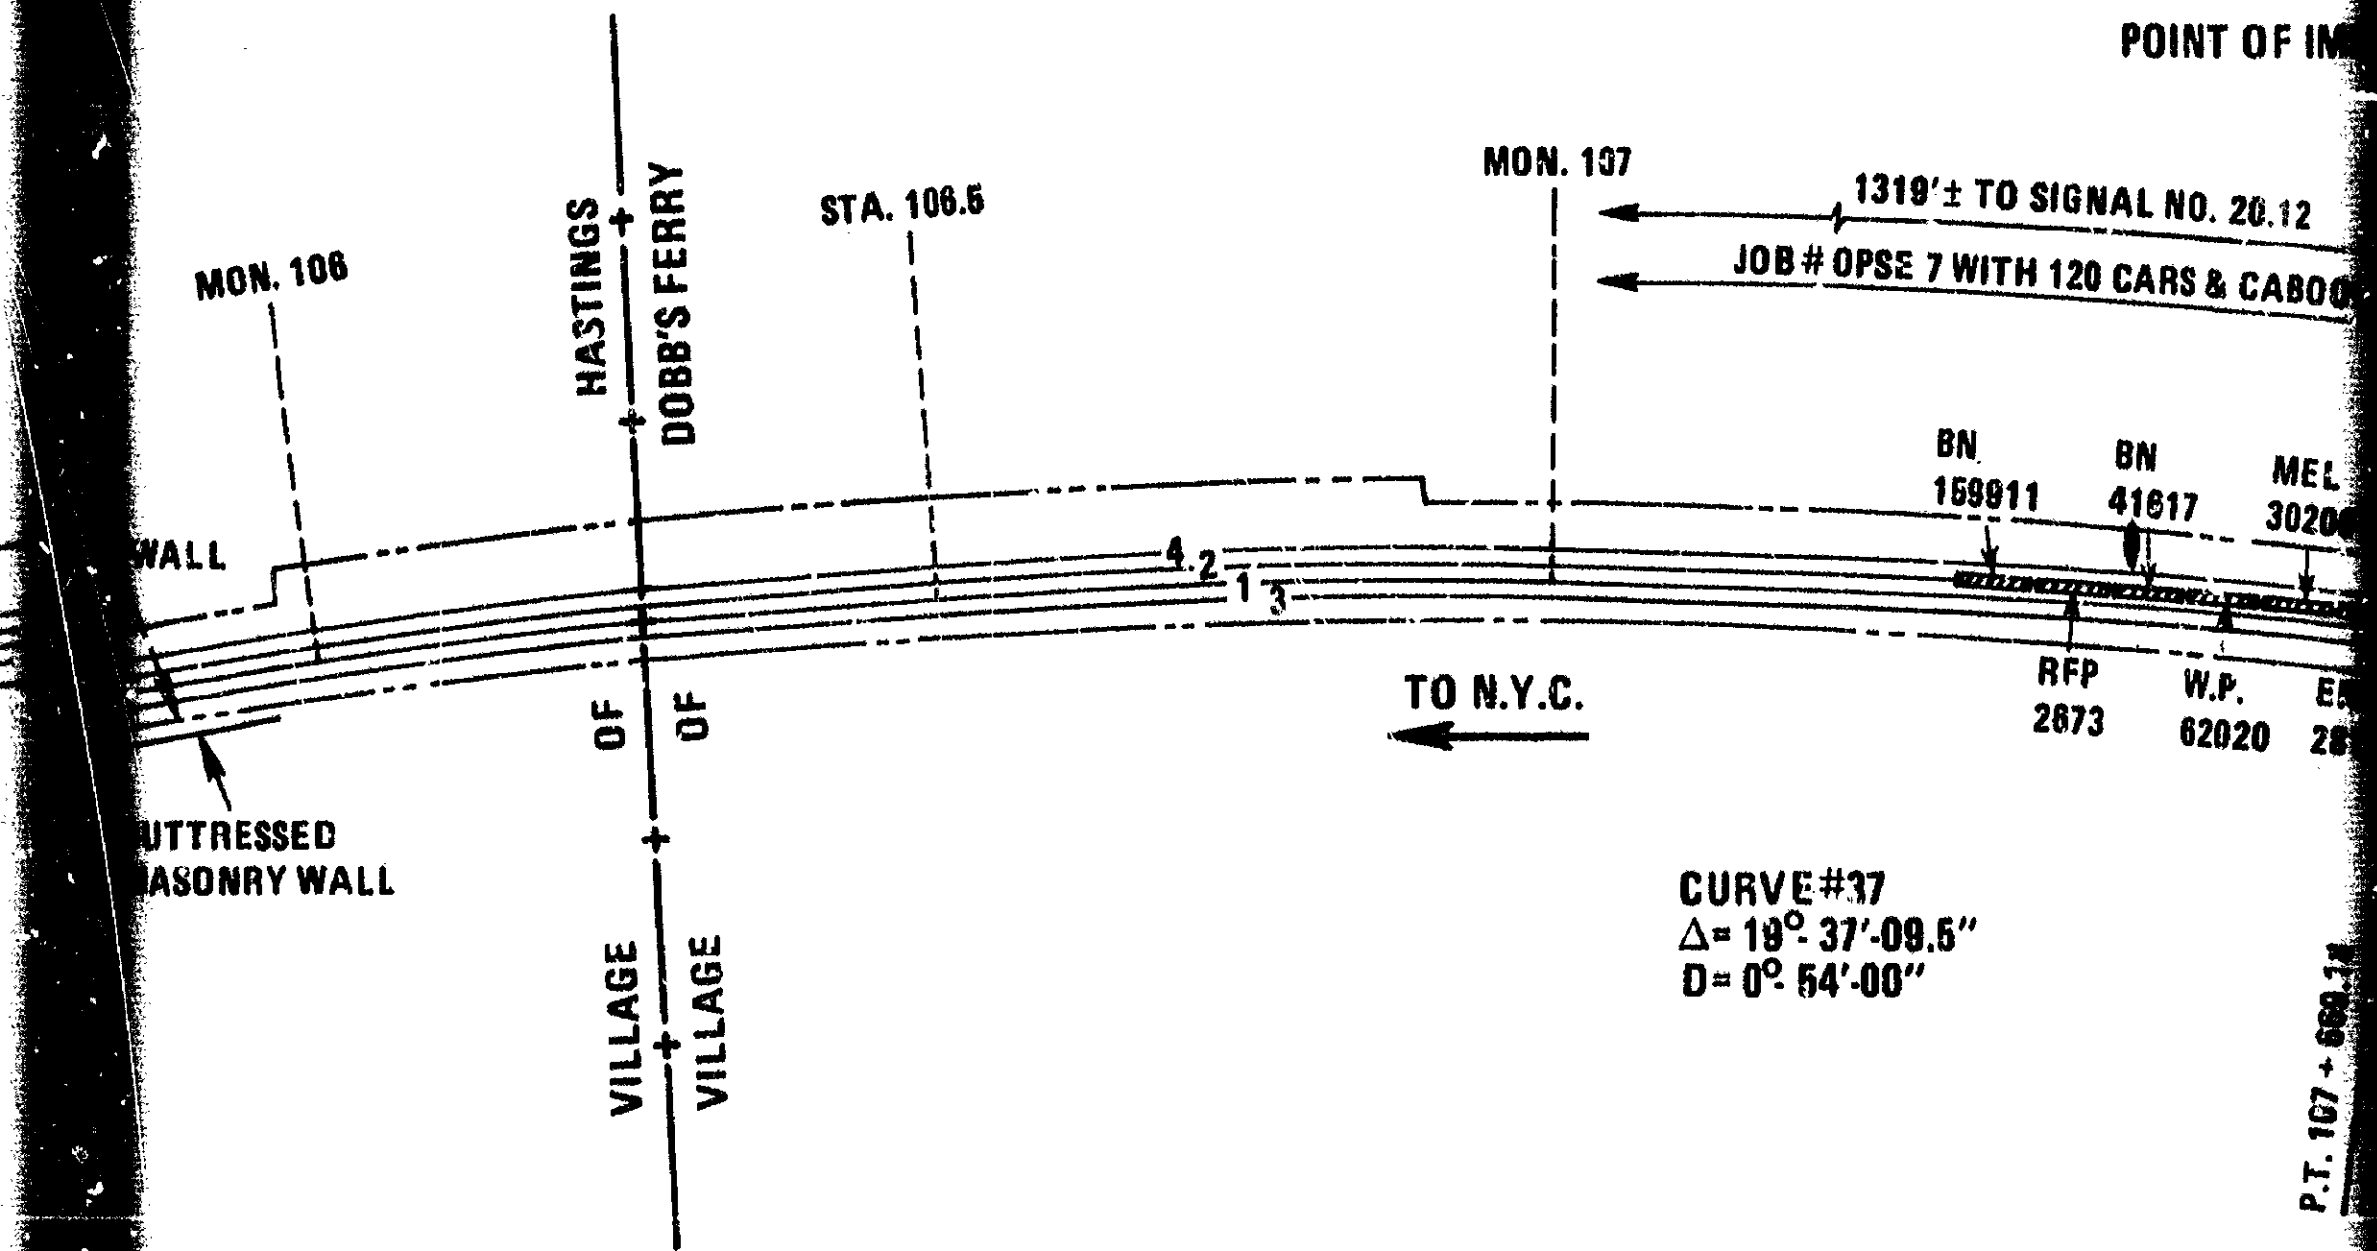 POINT OF
MON. 107
1319'± TO SIGNAL NO. 20.12
JOB # OPSE 7 WITH 120 CARS & CABOO
STA. 106.5
MON. 106
HASTINGS
DOBB'S FERRY
BN
159911
BN
41617
MEL
WALL
4
2
1
3
TO N.Y.C.
RFP
2673
W.P.
62020
OF
OF
UTTRESSED
ASONRY WALL
VILLAGE
VILLAGE
CURVE #37
Δ= 19°- 37'-09.5"
D= 0°- 54'-00"
P.T. 107 +